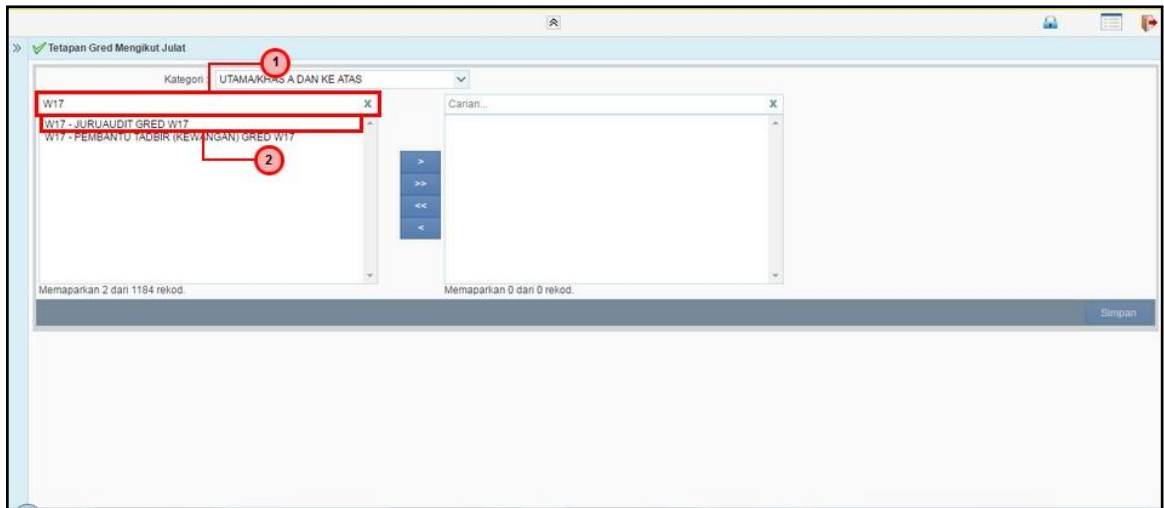 Tetapan Gred Mengikut Julat
1
Kategori : UTAMA/KHAS A DAN KE ATAS
W17 X Carian... X
W17 - JURUAUDIT GRED W17
W17 - PEMBANTU TADBIR (KEWANGAN) GRED W17
2
>
>>
<<
<
Memaparkan 2 dari 1184 rekod. Memaparkan 0 dari 0 rekod.
Simpan